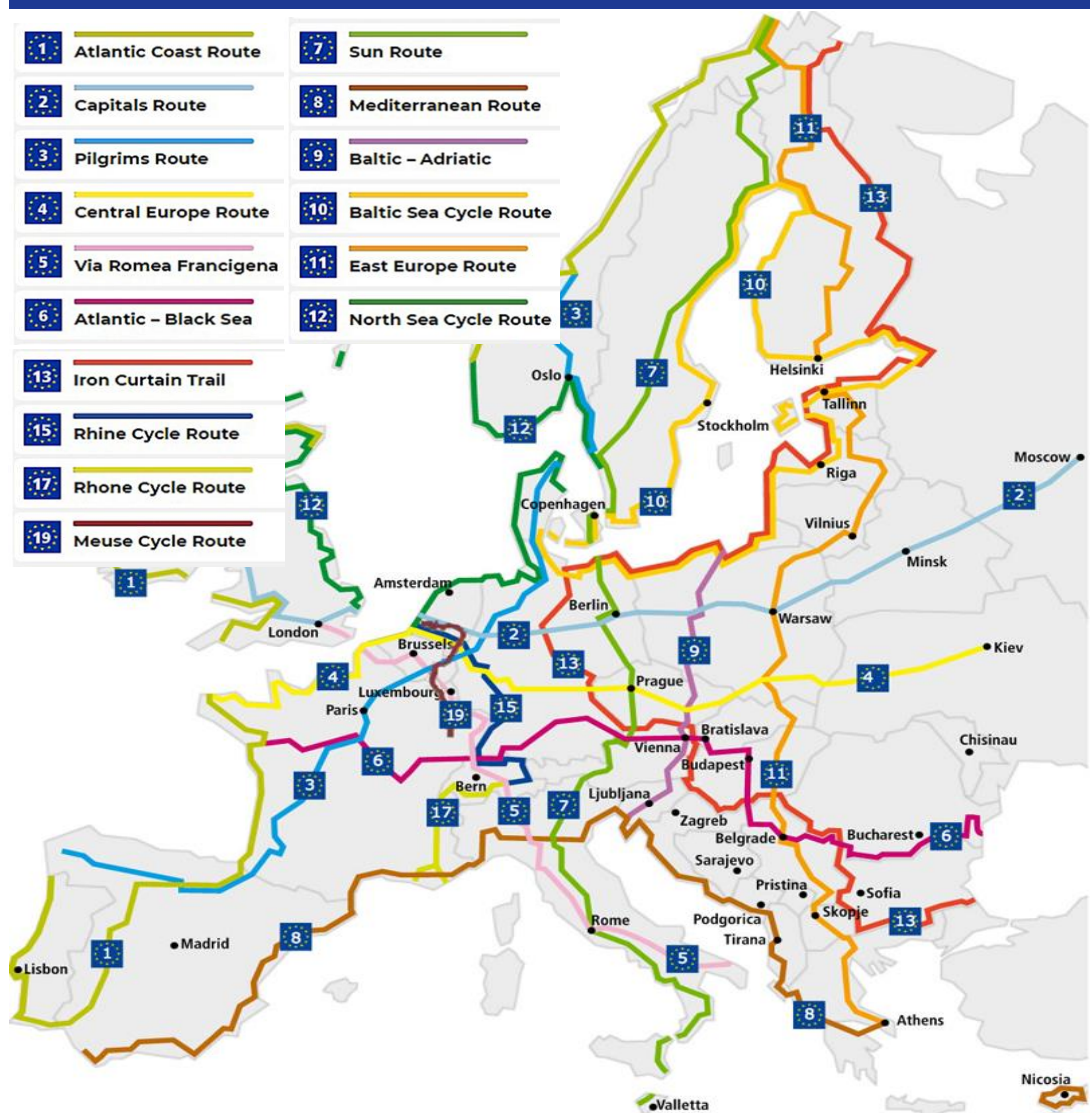 1 Atlantic Coast Route
2 Capitals Route
3 Pilgrims Route
4 Central Europe Route
5 Via Romea Francigena
6 Atlantic – Black Sea
13 Iron Curtain Trail
15 Rhine Cycle Route
17 Rhone Cycle Route
19 Meuse Cycle Route
7 Sun Route
8 Mediterranean Route
9 Baltic – Adriatic
10 Baltic Sea Cycle Route
11 East Europe Route
12 North Sea Cycle Route
11
13
10
3
Oslo
7
Helsinki
12
Tallinn
Stockholm
Riga
Moscow
12
10
2
Copenhagen
Vilnius
Minsk
1
Amsterdam
Berlin
London
2
Warsaw
Brussels
9
Kiev
4
13
4
Luxembourg
Prague
Paris
19
15
Bratislava
Vienna
Chisinau
6
Budapest
3
Bern
11
17
5
7
Ljubljana
Zagreb
Belgrade
Bucharest
6
Sarajevo
Pristina
Sofia
Podgorica
Skopje
13
Rome
Tirana
1
Madrid
8
5
Lisbon
8
Athens
Nicosia
Valletta